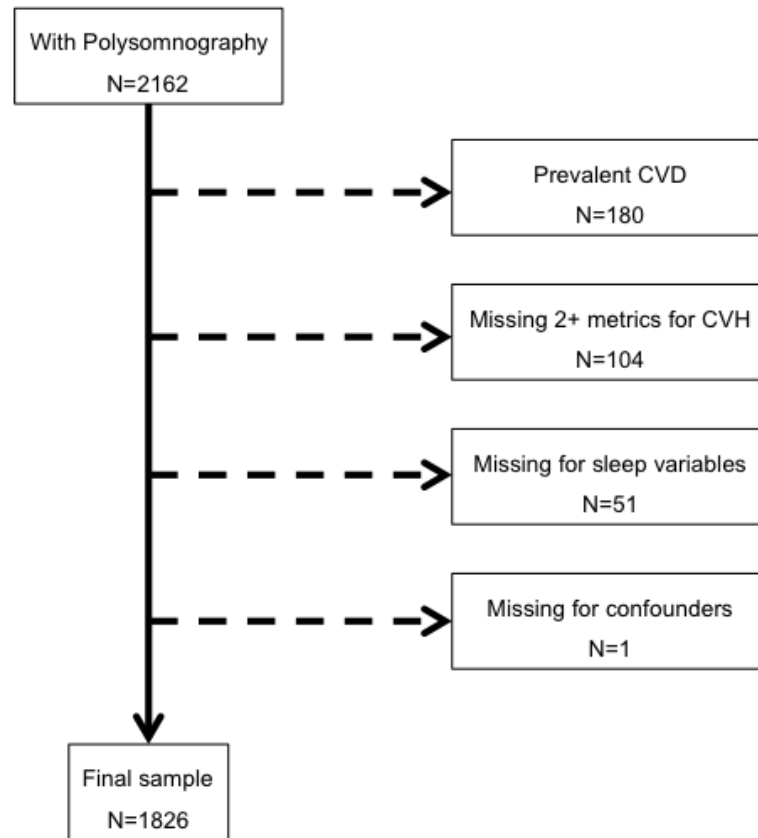 With Polysomnography
N=2162
Prevalent CVD
N=180
Missing 2+ metrics for CVH
N=104
Missing for sleep variables
N=51
Missing for confounders
N=1
Final sample
N=1826